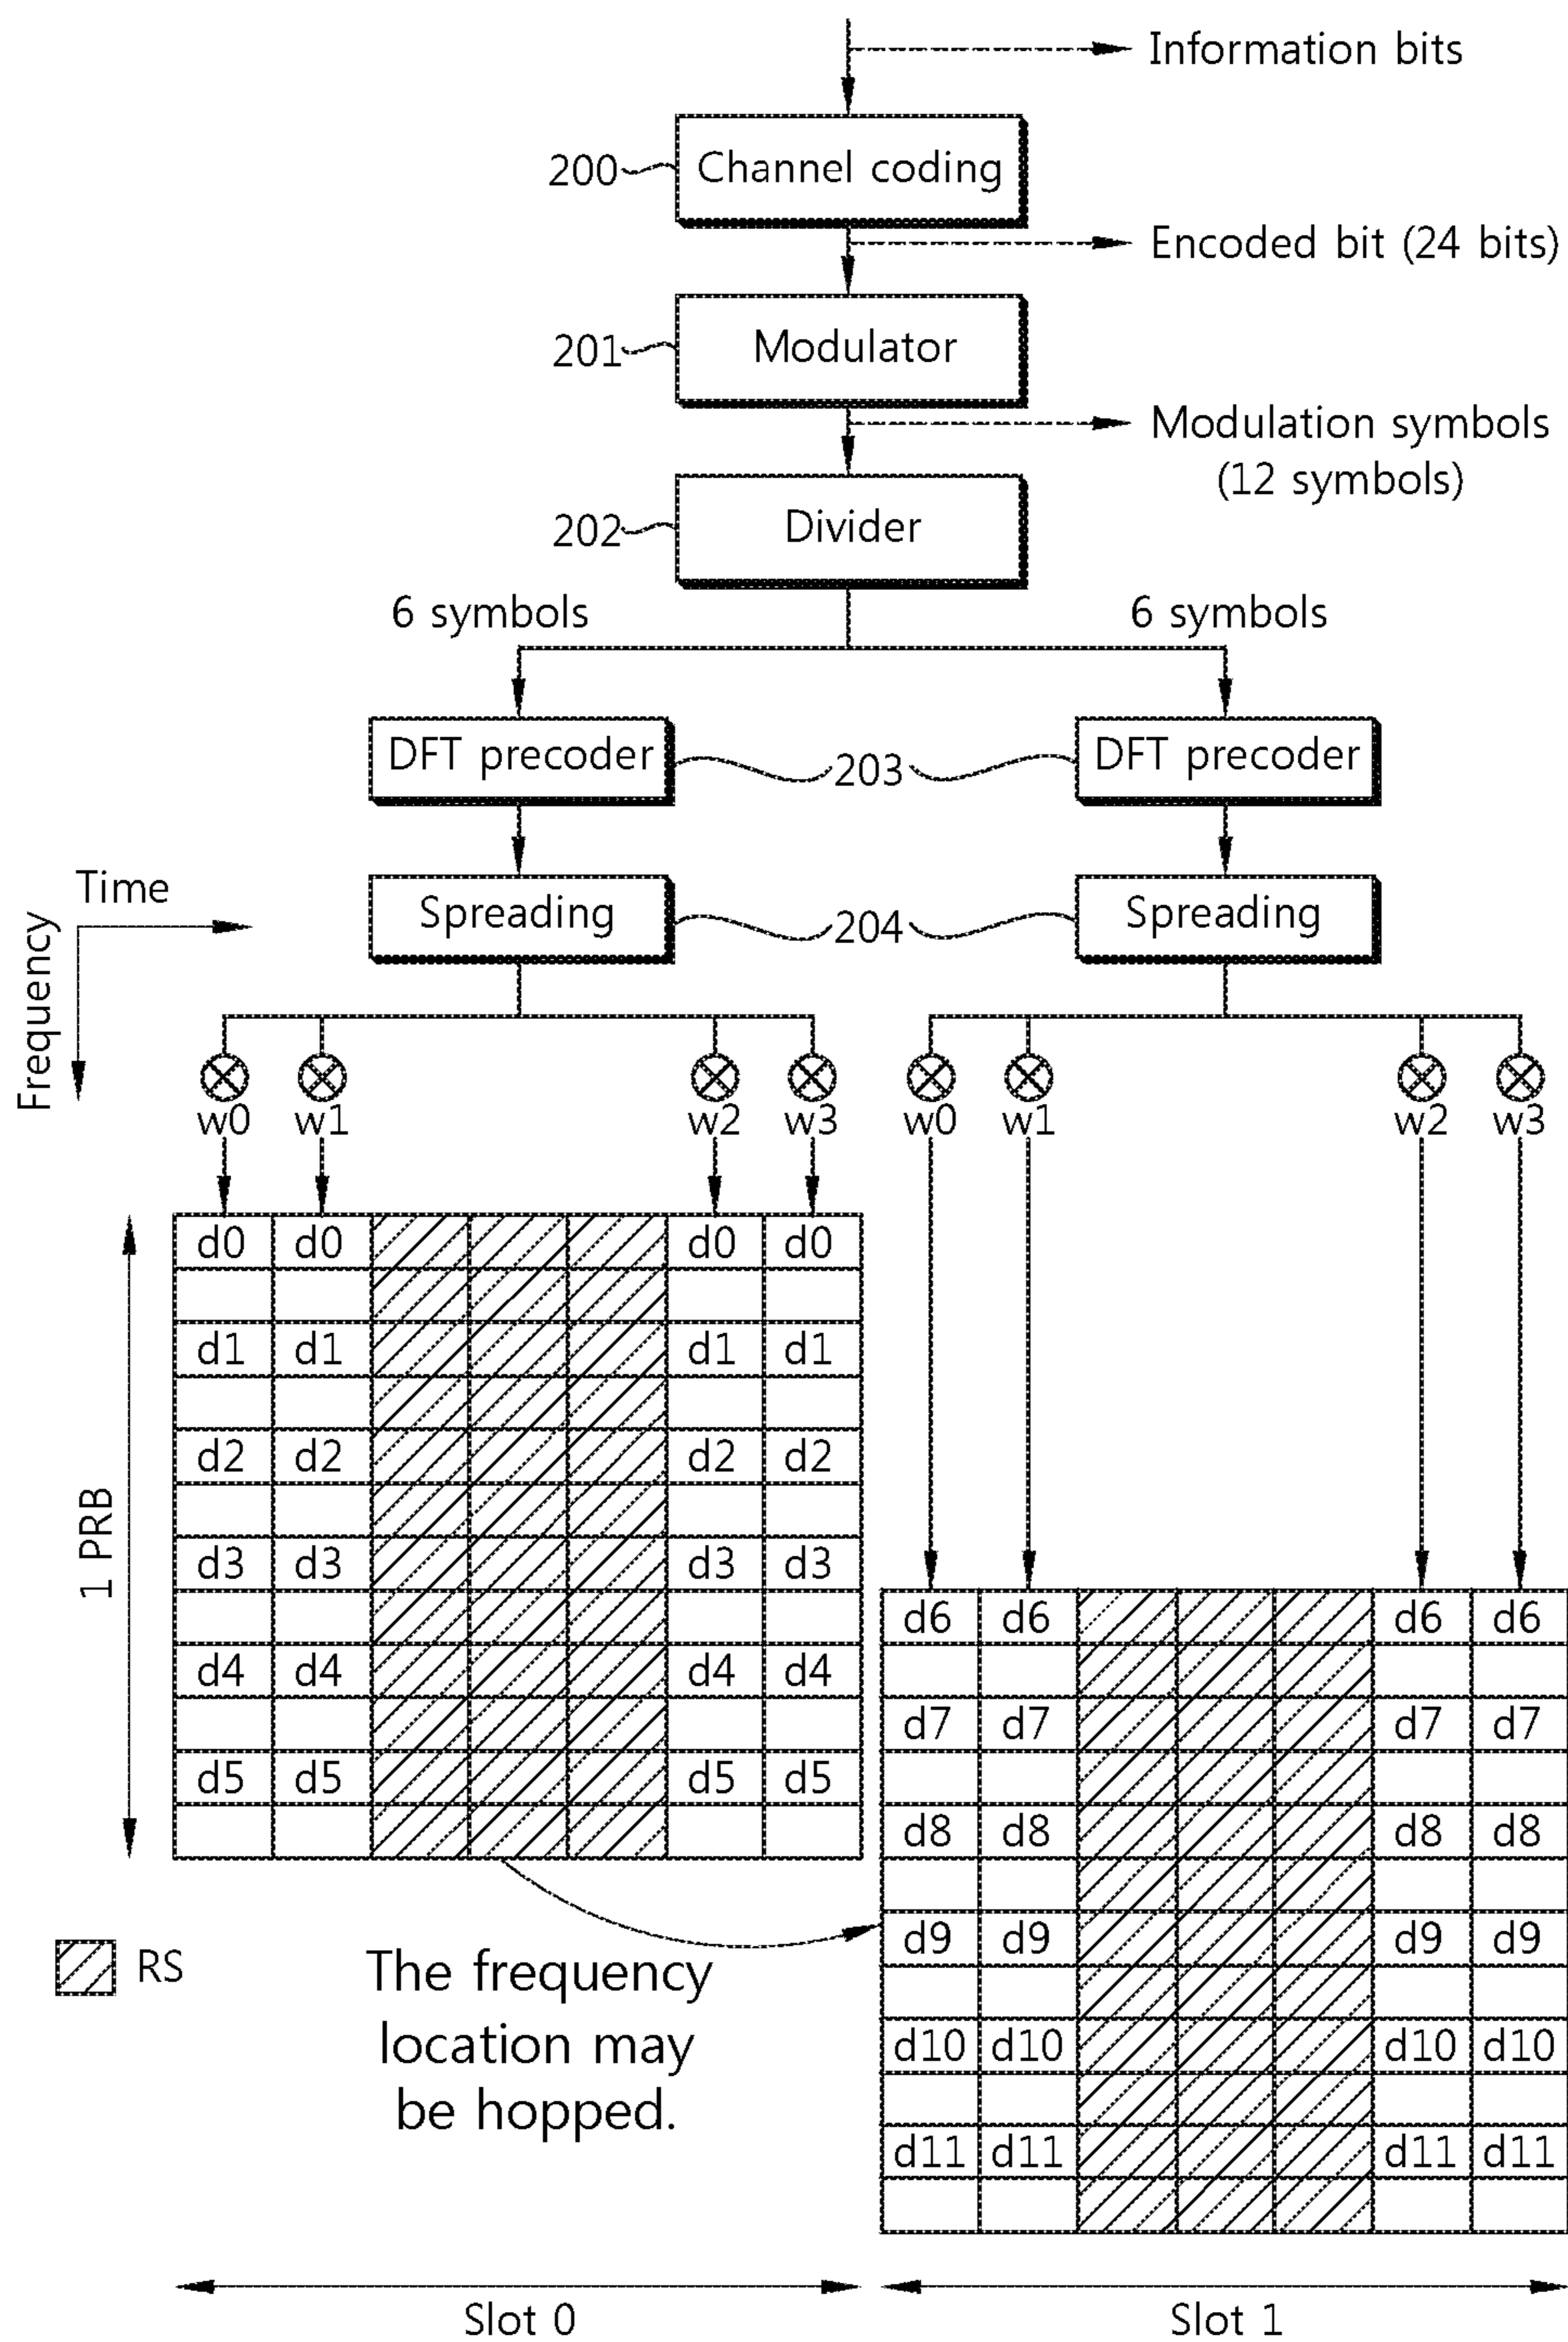 Information bits
200
Channel coding
Encoded bit (24 bits)
201
Modulator
Modulation symbols
(12 symbols)
202
Divider
6 symbols
6 symbols
DFT precoder
203
DFT precoder
Time
Frequency
Spreading
204
Spreading
w0 w1 w2 w3 w0 w1 w2 w3
1 PRB
d0 d0 d0 d0
d1 d1 d1 d1
d2 d2 d2 d2
d3 d3 d3 d3
d4 d4 d4 d4
d5 d5 d5 d5
d6 d6 d6 d6
d7 d7 d7 d7
d8 d8 d8 d8
d9 d9 d9 d9
d10 d10 d10 d10
d11 d11 d11 d11
RS
The frequency
location may
be hopped.
Slot 0
Slot 1